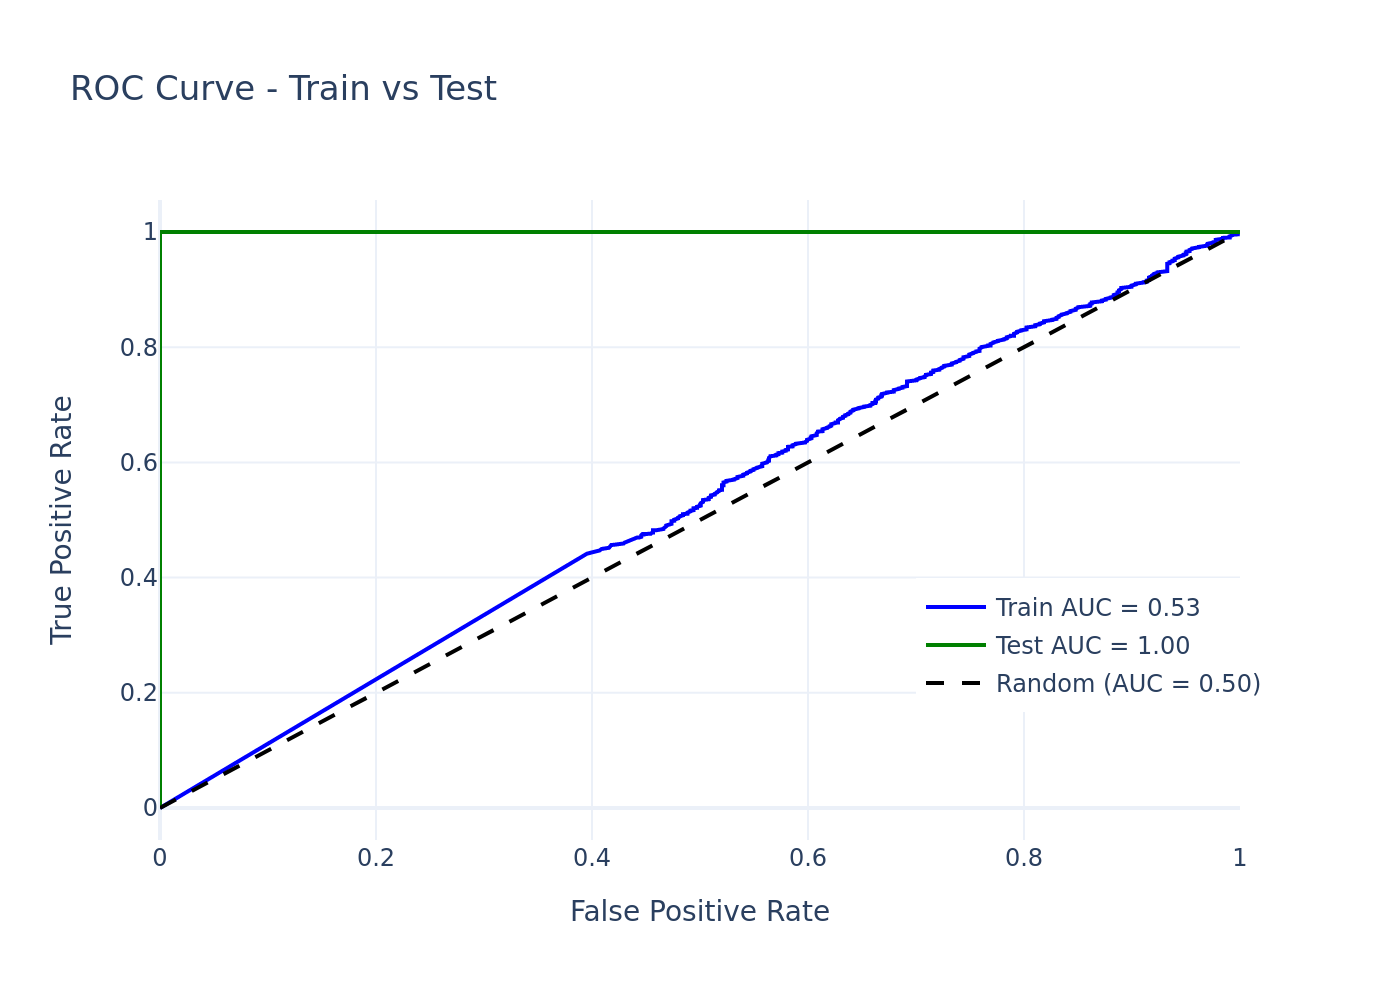 ROC Curve - Train vs Test
True Positive Rate
1
0.8
0.6
0.4
0.2
0
0
0.2
0.4
0.6
0.8
1
False Positive Rate
Train AUC = 0.53
Test AUC = 1.00
Random (AUC = 0.50)